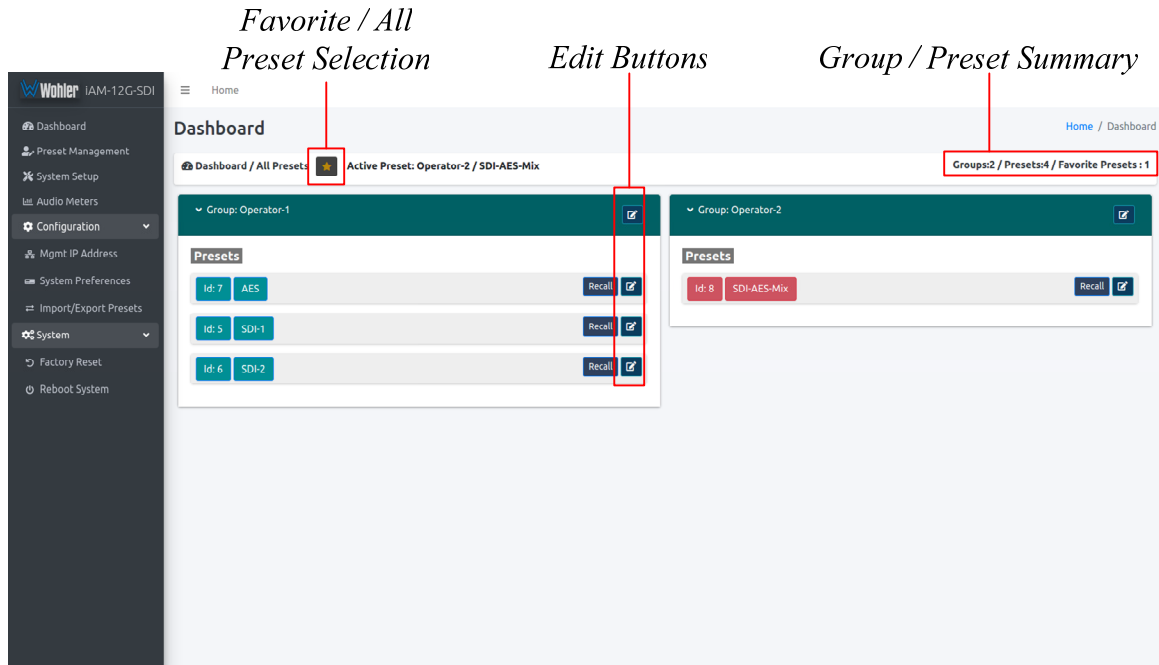 Favorite / All
Preset Selection
Edit Buttons
Group / Preset Summary
Wohler iAM-12G-SDI
Home
Dashboard
Preset Management
System Setup
Audio Meters
Configuration
Mgmt IP Address
System Preferences
Import/Export Presets
System
Factory Reset
Reboot System
Dashboard
Home / Dashboard
Dashboard / All Presets
Active Preset: Operator-2 / SDI-AES-Mix
Groups:2 / Presets:4 / Favorite Presets : 1
Group: Operator-1
Presets
Id: 7 AES Recall
Id: 5 SDI-1 Recall
Id: 6 SDI-2 Recall
Group: Operator-2
Presets
Id: 8 SDI-AES-Mix Recall